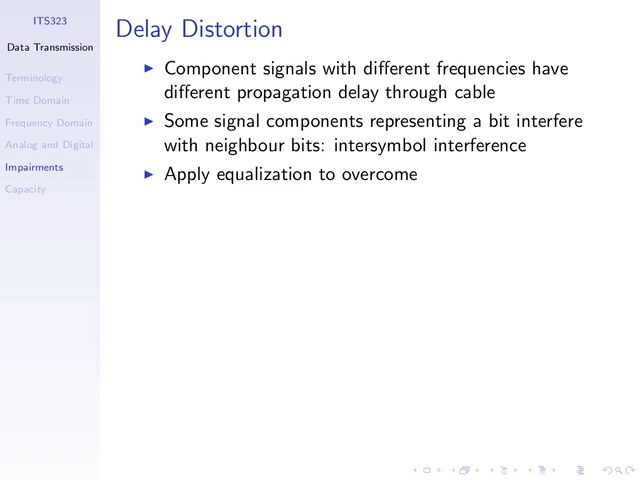 ITS323
Data Transmission
Terminology
Time Domain
Frequency Domain
Analog and Digital
Impairments
Capacity
Delay Distortion
Component signals with different frequencies have
different propagation delay through cable
Some signal components representing a bit interfere
with neighbour bits: intersymbol interference
Apply equalization to overcome